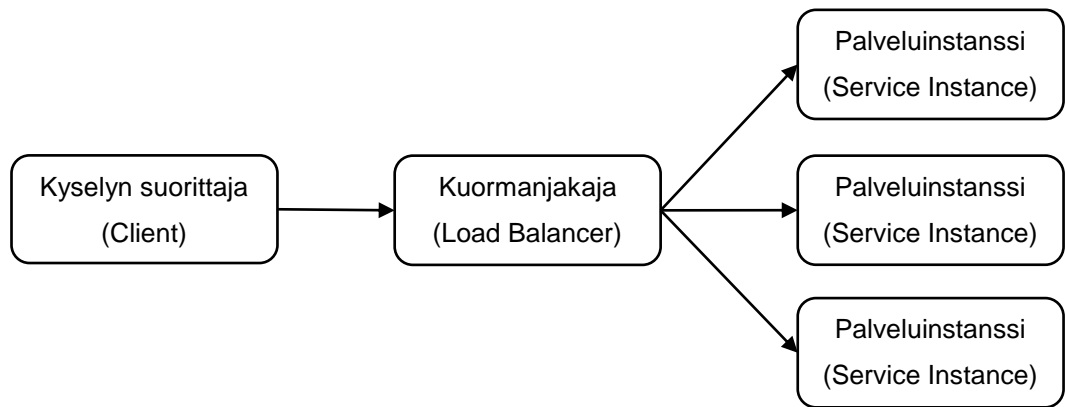 Kyselyn suorittaja
(Client)
Kuormanjakaja
(Load Balancer)
Palveluinstanssi
(Service Instance)
Palveluinstanssi
(Service Instance)
Palveluinstanssi
(Service Instance)